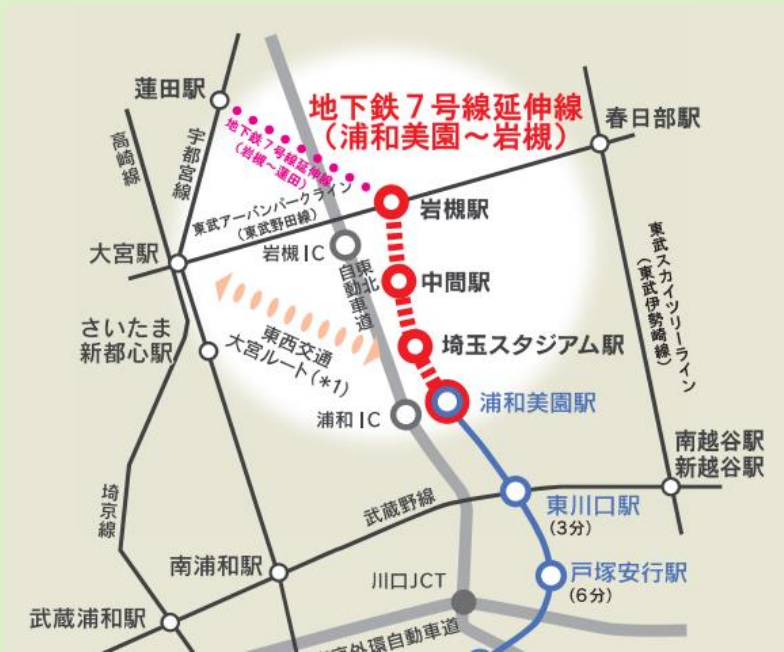 蓮田駅
地下鉄7号線延伸線
(浦和美園~岩槻)
春日部駅
高崎線
宇都宮線
地下鉄7号線延伸線
(岩槻~蓮田)
東武アーバンパークライン
(東武野田線)
岩槻駅
大宮駅
岩槻IC
東北
自動車道
中間駅
東武スカイツリーライン
(東武伊勢崎線)
さいたま
新都心駅
東西交通
大宮ルート(*1)
埼玉スタジアム駅
浦和IC
浦和美園駅
南越谷駅
新越谷駅
埼京線
武蔵野線
東川口駅
(3分)
南浦和駅
川口JCT
戸塚安行駅
(6分)
武蔵浦和駅
外環自動車道